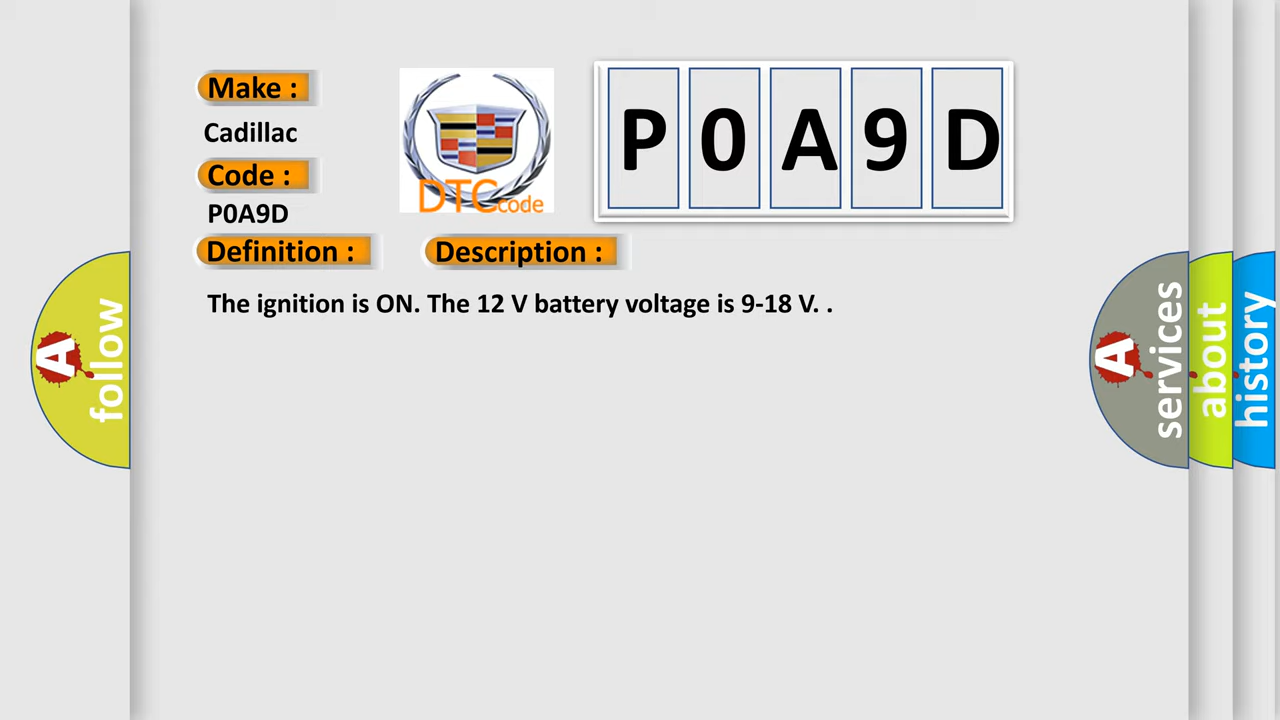 Make :
Cadillac
Code :
P0A9D
Definition :
Description :
The ignition is ON. The 12 V battery voltage is 9-18 V. .
DTC code
P 0 A 9 D
A follow
A services
about
history